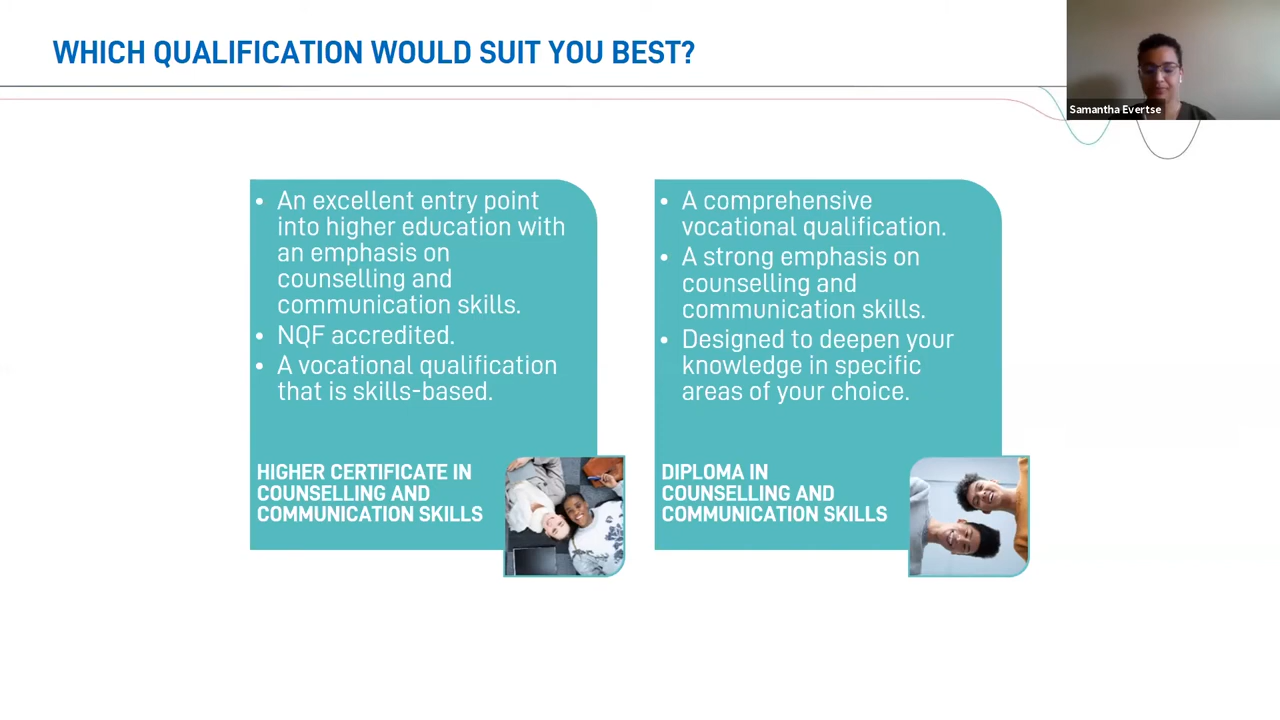 WHICH QUALIFICATION WOULD SUIT YOU BEST?
Samantha Evertse
• An excellent entry point
into higher education with
an emphasis on
counselling and
communication skills.
• NQF accredited.
• A vocational qualification
that is skills-based.
HIGHER CERTIFICATE IN
COUNSELLING AND
COMMUNICATION SKILLS
• A comprehensive
vocational qualification.
• A strong emphasis on
counselling and
communication skills.
• Designed to deepen your
knowledge in specific
areas of your choice.
DIPLOMA IN
COUNSELLING AND
COMMUNICATION SKILLS